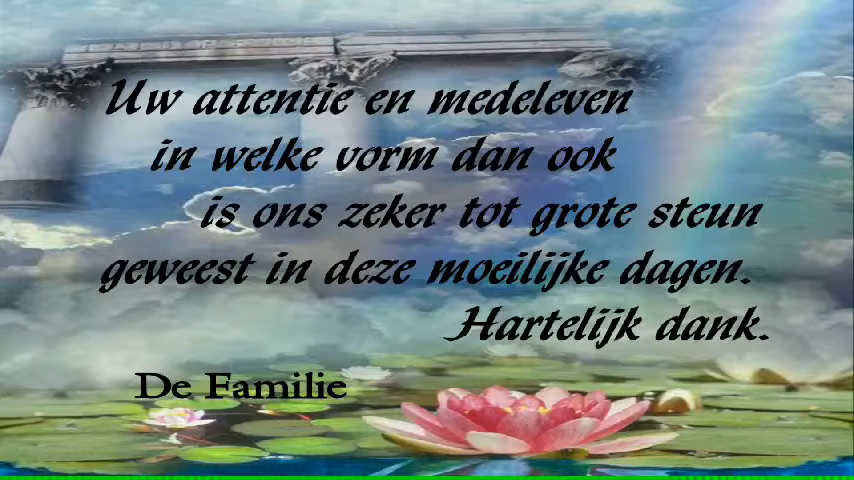 Uw attentie en medeleven
in welke vorm dan ook
is ons zeker tot grote steun
geweest in deze moeilijke dagen.
Hartelijk dank.
De Familie